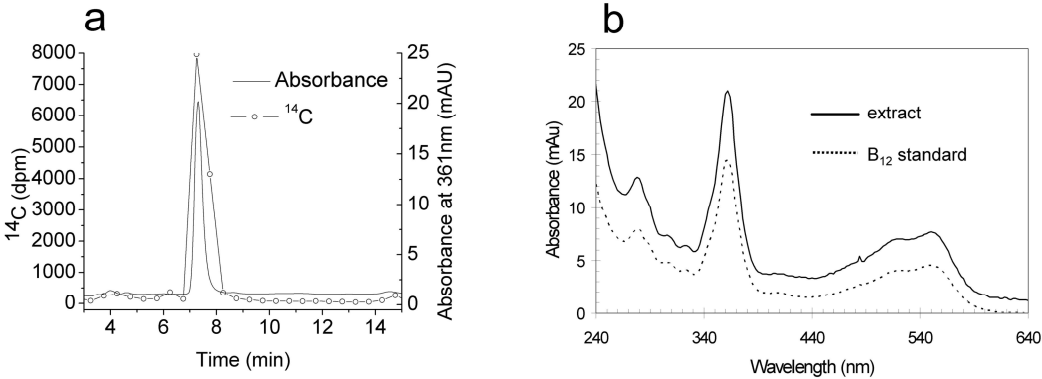 a
8000
7000
6000
5000
4000
3000
2000
1000
0
14C (dpm)
25
20
15
10
5
0
Absorbance at 361nm (mAU)
Absorbance
14C
4
6
8
10
12
14
Time (min)
b
25
20
15
10
5
0
Absorbance (mAu)
extract
B12 standard
240
340
440
540
640
Wavelength (nm)